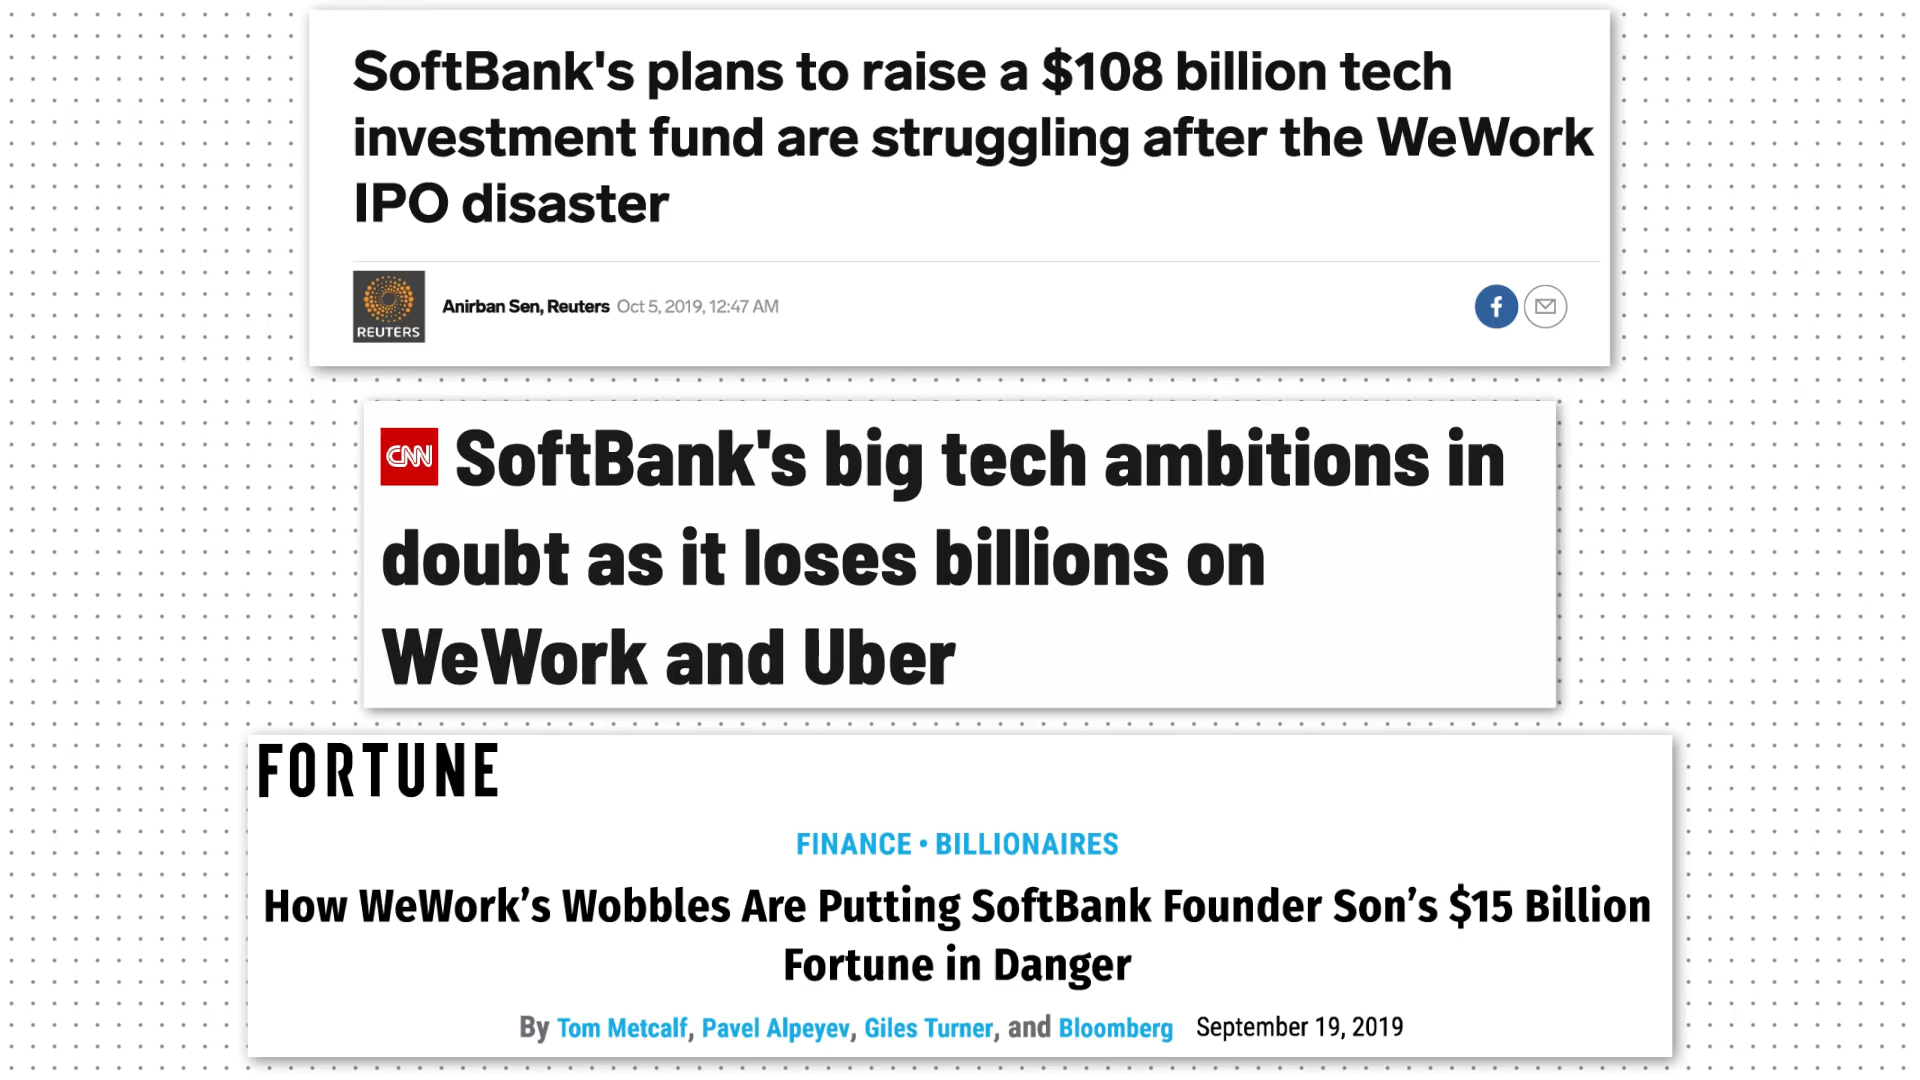 SoftBank's plans to raise a $108 billion tech
investment fund are struggling after the WeWork
IPO disaster
REUTERS
Anirban Sen, Reuters Oct 5, 2019, 12:47 AM
f
CNN SoftBank's big tech ambitions in
doubt as it loses billions on
WeWork and Uber
FORTUNE
FINANCE • BILLIONAIRES
How WeWork’s Wobbles Are Putting SoftBank Founder Son’s $15 Billion
Fortune in Danger
By Tom Metcalf, Pavel Alpeyev, Giles Turner, and Bloomberg September 19, 2019